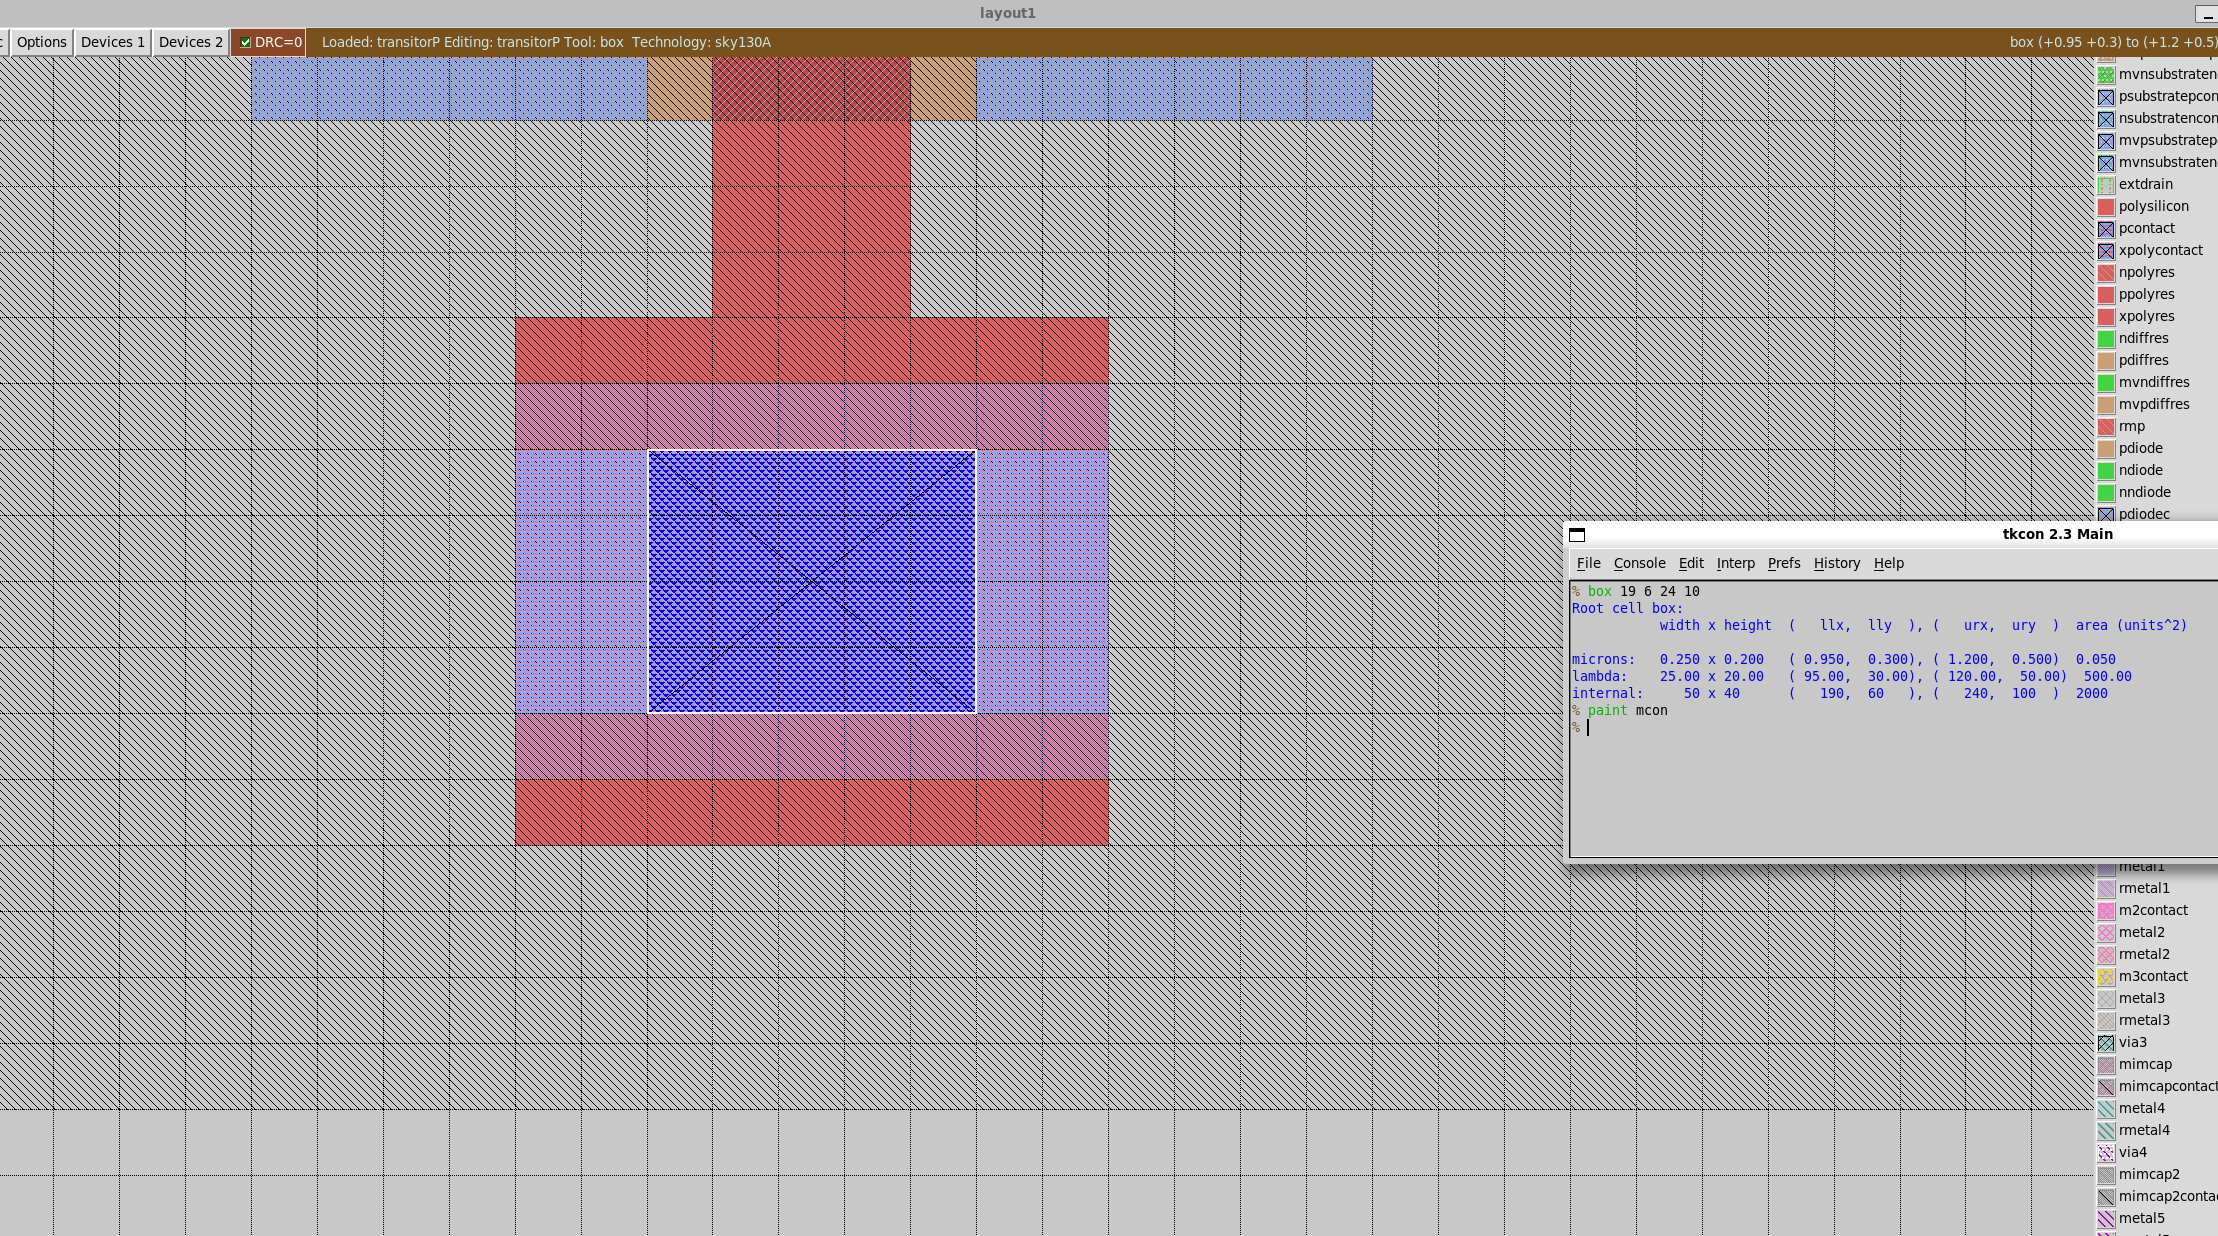 layout1
Options Devices 1 Devices 2 DRC=0 Loaded: transitorP Editing: transitorP Tool: box Technology: sky130A box (+0.95 +0.3) to (+1.2 +0.5)
mvnsubstraten
psubstratepcon
nsubstratencon
mvpsubstratep
mvnsubstraten
extdrain
polysilicon
pcontact
xpolycontact
npolyres
ppolyres
xpolyres
ndiffres
pdiffres
mvndiffres
mvpdiffres
rmp
pdiode
ndiode
nndiode
pdiodec
tkcon 2.3 Main
File Console Edit Interp Prefs History Help
% box 19 6 24 10
Root cell box:
width x height ( llx, lly ), ( urx, ury ) area (units^2)
microns: 0.250 x 0.200 ( 0.950, 0.300), ( 1.200, 0.500) 0.050
lambda: 25.00 x 20.00 ( 95.00, 30.00), ( 120.00, 50.00) 500.00
internal: 50 x 40 ( 190, 60 ), ( 240, 100 ) 2000
% paint mcon
%
metal1
rmetal1
m2contact
metal2
rmetal2
m3contact
metal3
rmetal3
via3
mimcap
mimcapcontact
metal4
rmetal4
via4
mimcap2
mimcap2conta
metal5